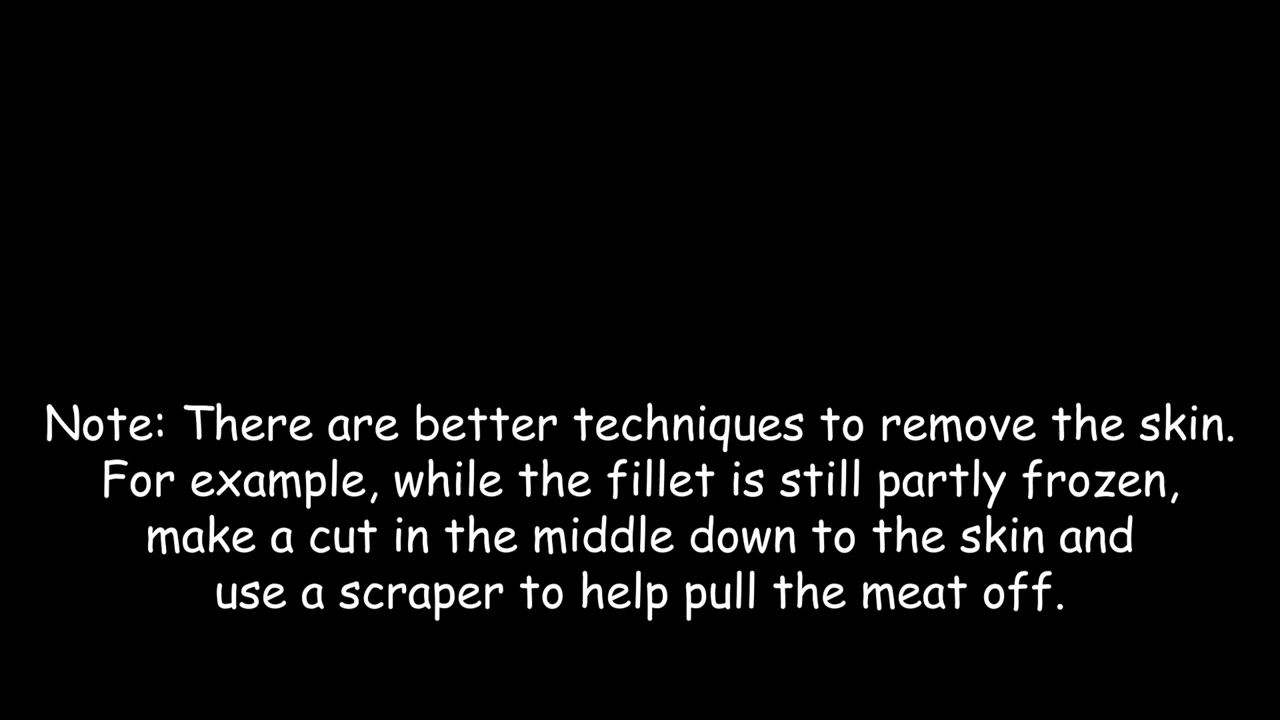 Note: There are better techniques to remove the skin.
For example, while the fillet is still partly frozen,
make a cut in the middle down to the skin and
use a scraper to help pull the meat off.